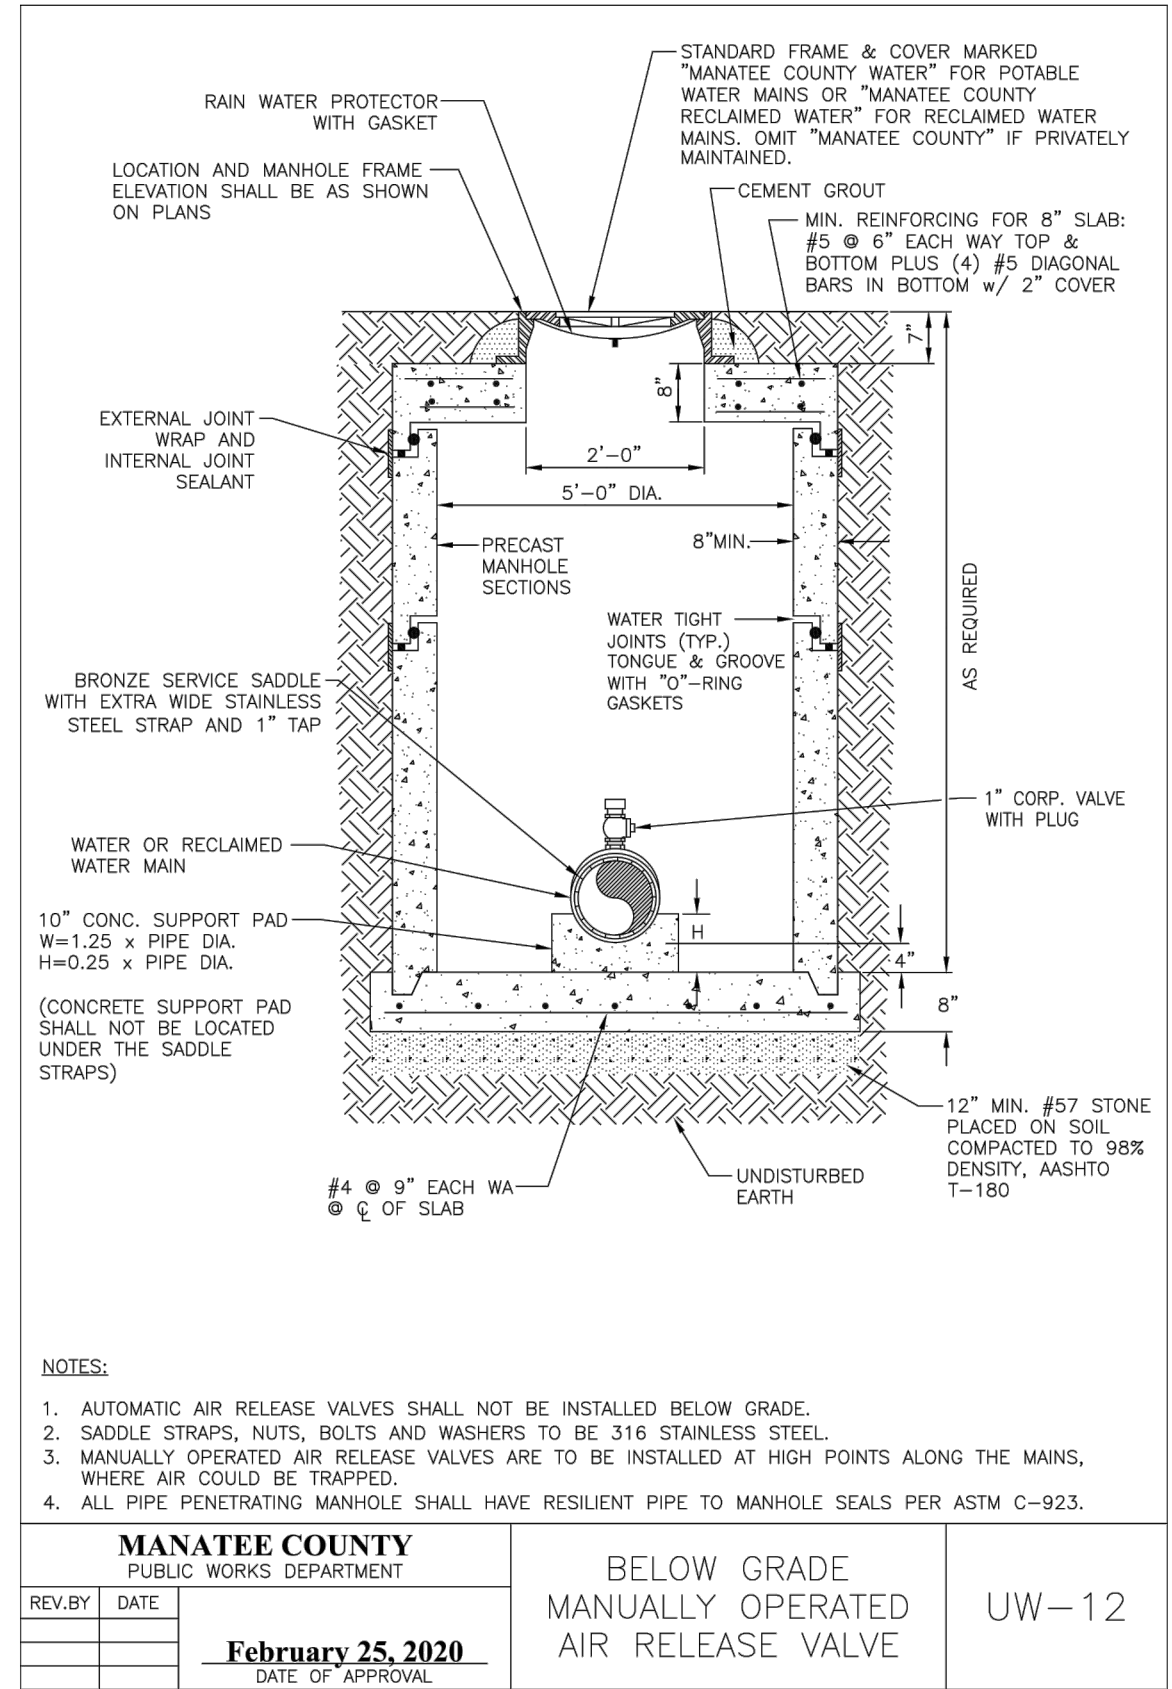 STANDARD FRAME & COVER MARKED
"MANATEE COUNTY WATER" FOR POTABLE
WATER MAINS OR "MANATEE COUNTY
RECLAIMED WATER" FOR RECLAIMED WATER
MAINS. OMIT "MANATEE COUNTY" IF PRIVATELY
MAINTAINED.
RAIN WATER PROTECTOR
WITH GASKET
LOCATION AND MANHOLE FRAME
ELEVATION SHALL BE AS SHOWN
ON PLANS
CEMENT GROUT
MIN. REINFORCING FOR 8" SLAB:
#5 @ 6" EACH WAY TOP &
BOTTOM PLUS (4) #5 DIAGONAL
BARS IN BOTTOM w/ 2" COVER
7"
8"
EXTERNAL JOINT
WRAP AND
INTERNAL JOINT
SEALANT
2'-0"
5'-0" DIA.
PRECAST
MANHOLE
SECTIONS
8"MIN.
AS REQUIRED
WATER TIGHT
JOINTS (TYP.)
TONGUE & GROOVE
WITH "O"-RING
GASKETS
BRONZE SERVICE SADDLE
WITH EXTRA WIDE STAINLESS
STEEL STRAP AND 1" TAP
1" CORP. VALVE
WITH PLUG
WATER OR RECLAIMED
WATER MAIN
10" CONC. SUPPORT PAD
W=1.25 x PIPE DIA.
H=0.25 x PIPE DIA.
(CONCRETE SUPPORT PAD
SHALL NOT BE LOCATED
UNDER THE SADDLE
STRAPS)
H
4"
8"
12" MIN. #57 STONE
PLACED ON SOIL
COMPACTED TO 98%
DENSITY, AASHTO
T-180
UNDISTURBED
EARTH
#4 @ 9" EACH WA
@ ℄ OF SLAB
NOTES:
1. AUTOMATIC AIR RELEASE VALVES SHALL NOT BE INSTALLED BELOW GRADE.
2. SADDLE STRAPS, NUTS, BOLTS AND WASHERS TO BE 316 STAINLESS STEEL.
3. MANUALLY OPERATED AIR RELEASE VALVES ARE TO BE INSTALLED AT HIGH POINTS ALONG THE MAINS,
WHERE AIR COULD BE TRAPPED.
4. ALL PIPE PENETRATING MANHOLE SHALL HAVE RESILIENT PIPE TO MANHOLE SEALS PER ASTM C-923.
MANATEE COUNTY
PUBLIC WORKS DEPARTMENT
REV.BY DATE
February 25, 2020
DATE OF APPROVAL
BELOW GRADE
MANUALLY OPERATED
AIR RELEASE VALVE
UW-12